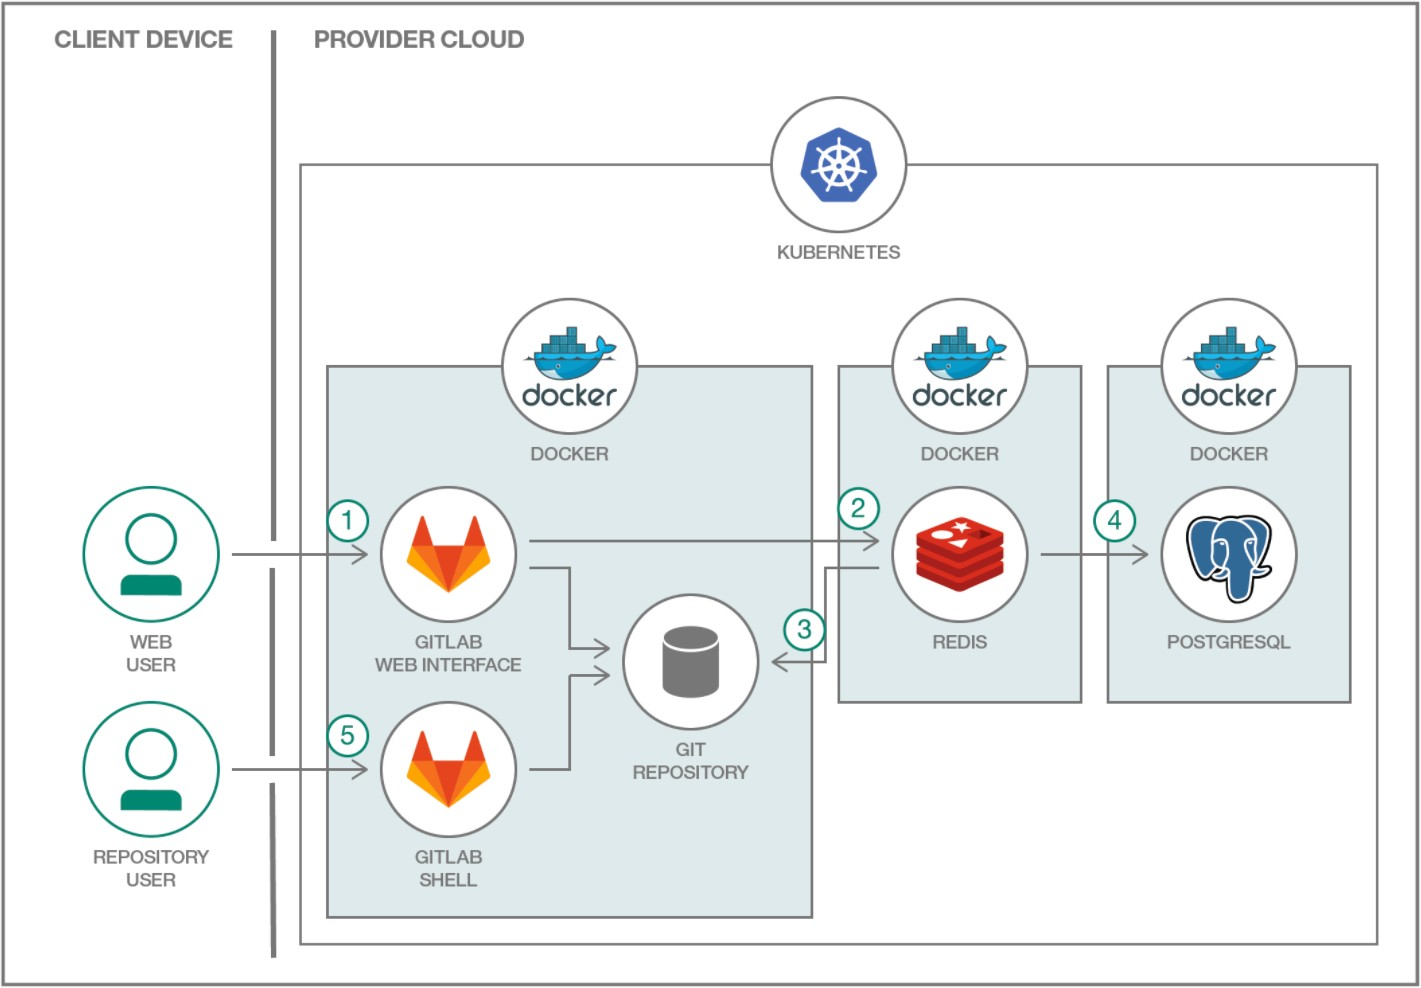 CLIENT DEVICE
PROVIDER CLOUD
KUBERNETES
docker
DOCKER
docker
DOCKER
docker
DOCKER
1
2
3
4
5
WEB
USER
GITLAB
WEB INTERFACE
REDIS
POSTGRESQL
GIT
REPOSITORY
REPOSITORY
USER
GITLAB
SHELL